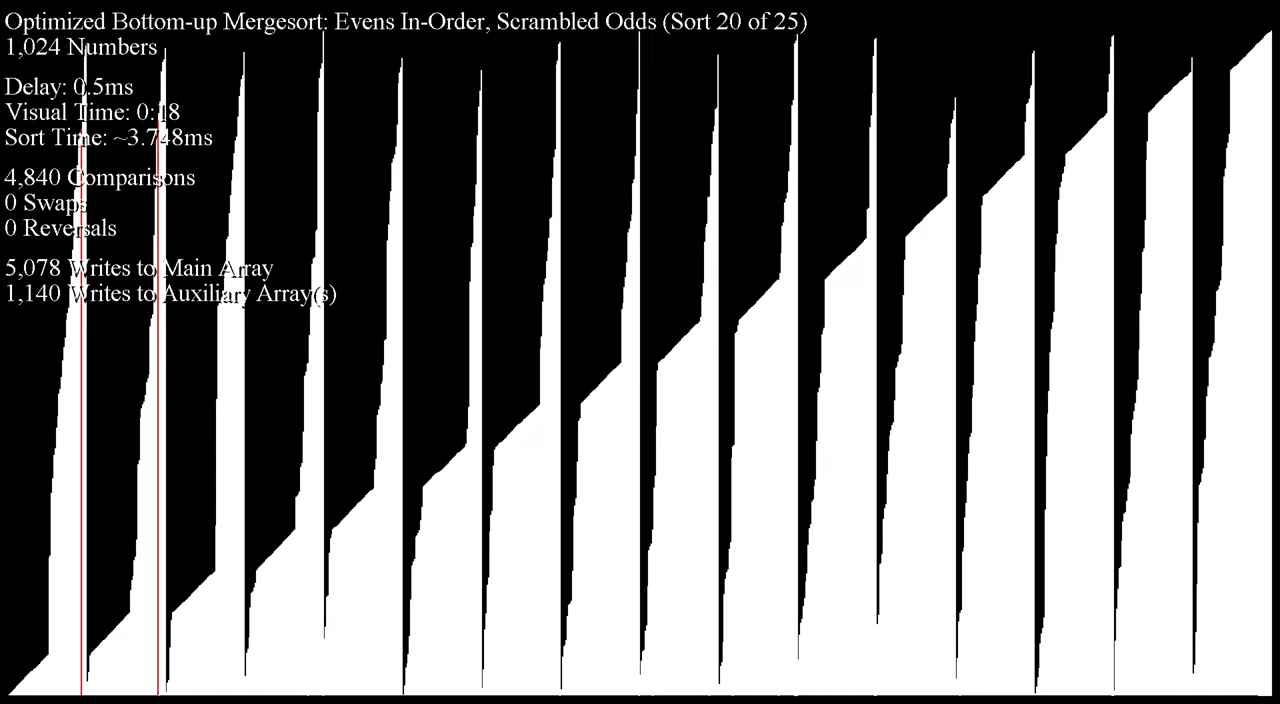 Optimized Bottom-up Mergesort: Evens In-Order, Scrambled Odds (Sort 20 of 25)
1,024 Numbers
Delay: 0.5ms
Visual Time: 0:18
Sort Time: ~3.748ms
4,840 Comparisons
0 Swaps
0 Reversals
5,078 Writes to Main Array
1,140 Writes to Auxiliary Array(s)